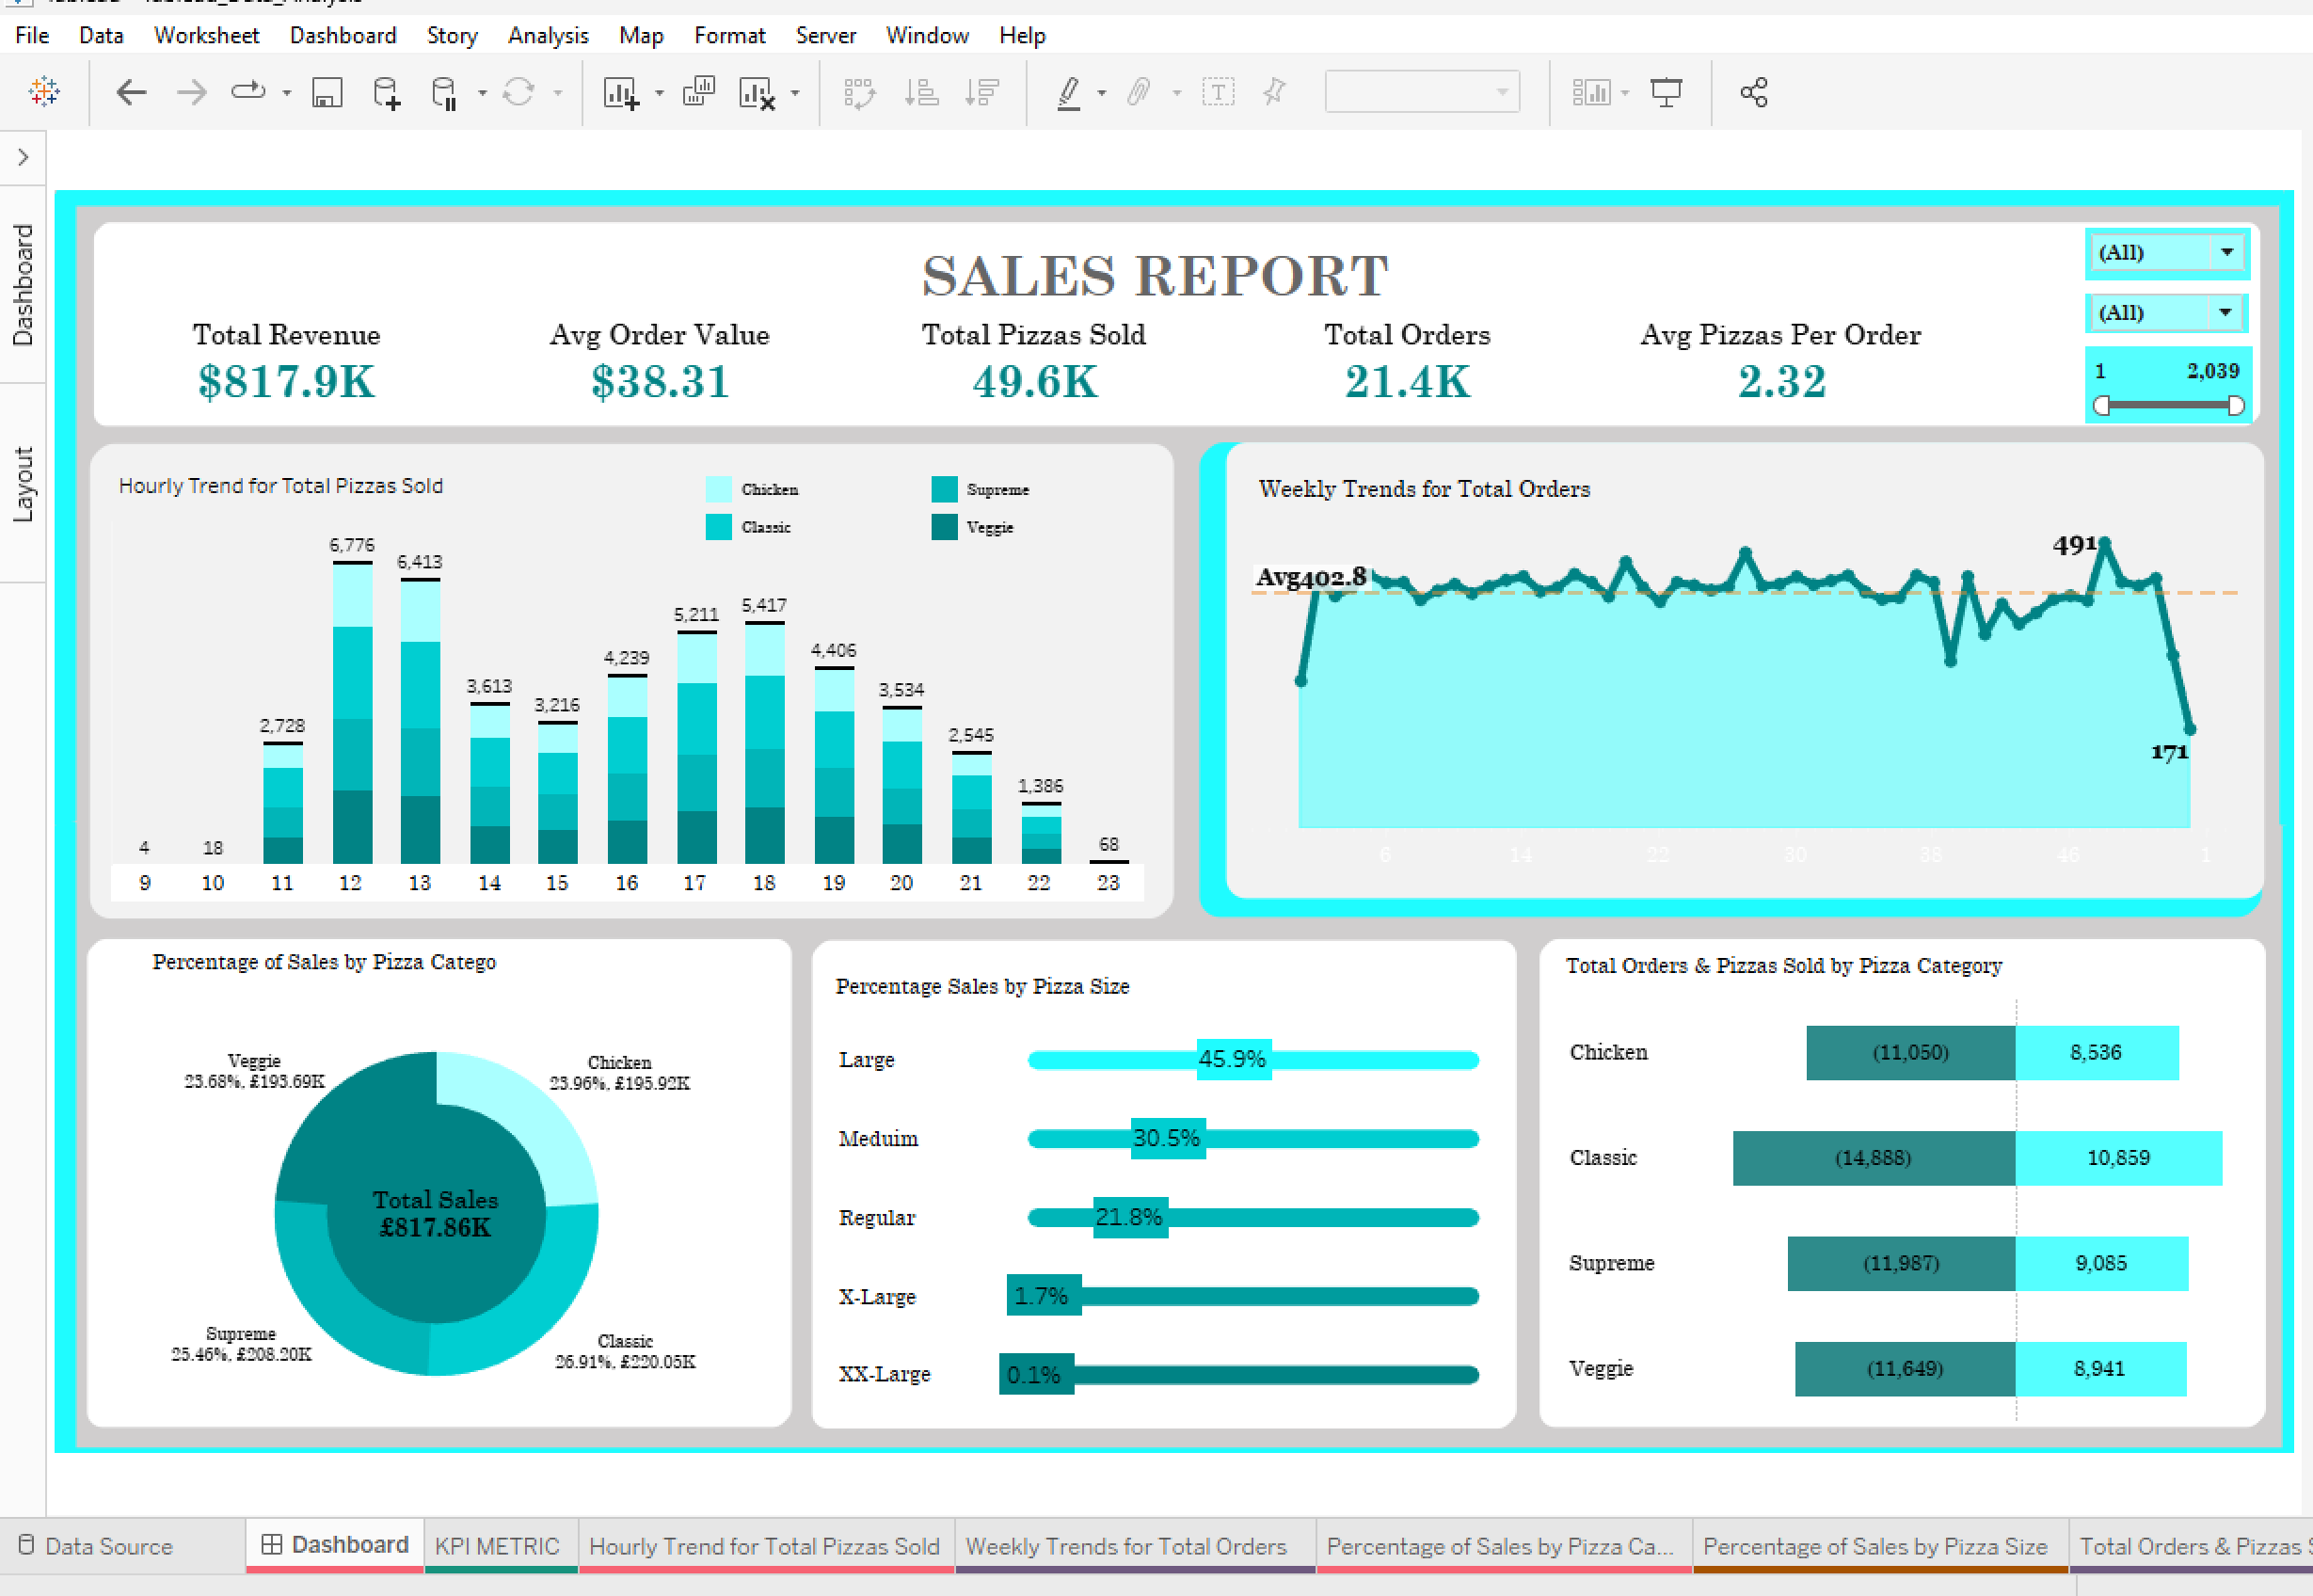 File Data Worksheet Dashboard Story Analysis Map Format Server Window Help
Dashboard
Layout
SALES REPORT
(All)
(All)
1 2,039
Total Revenue
$817.9K
Avg Order Value
$38.31
Total Pizzas Sold
49.6K
Total Orders
21.4K
Avg Pizzas Per Order
2.32
Hourly Trend for Total Pizzas Sold
Chicken Supreme
Classic Veggie
4 18 2,728 6,776 6,413 3,613 3,216 4,239 5,211 5,417 4,406 3,534 2,545 1,386 68
9 10 11 12 13 14 15 16 17 18 19 20 21 22 23
Weekly Trends for Total Orders
Avg402.8
491
171
6 14 22 30 38 46 1
Percentage of Sales by Pizza Catego
Veggie
23.68%, £193.69K
Chicken
23.96%, £195.92K
Total Sales
£817.86K
Supreme
25.46%, £208.20K
Classic
26.91%, £220.05K
Percentage Sales by Pizza Size
Large 45.9%
Meduim 30.5%
Regular 21.8%
X-Large 1.7%
XX-Large 0.1%
Total Orders & Pizzas Sold by Pizza Category
Chicken (11,050) 8,536
Classic (14,888) 10,859
Supreme (11,987) 9,085
Veggie (11,649) 8,941
Data Source Dashboard KPI METRIC Hourly Trend for Total Pizzas Sold Weekly Trends for Total Orders Percentage of Sales by Pizza Ca... Percentage of Sales by Pizza Size Total Orders & Pizzas